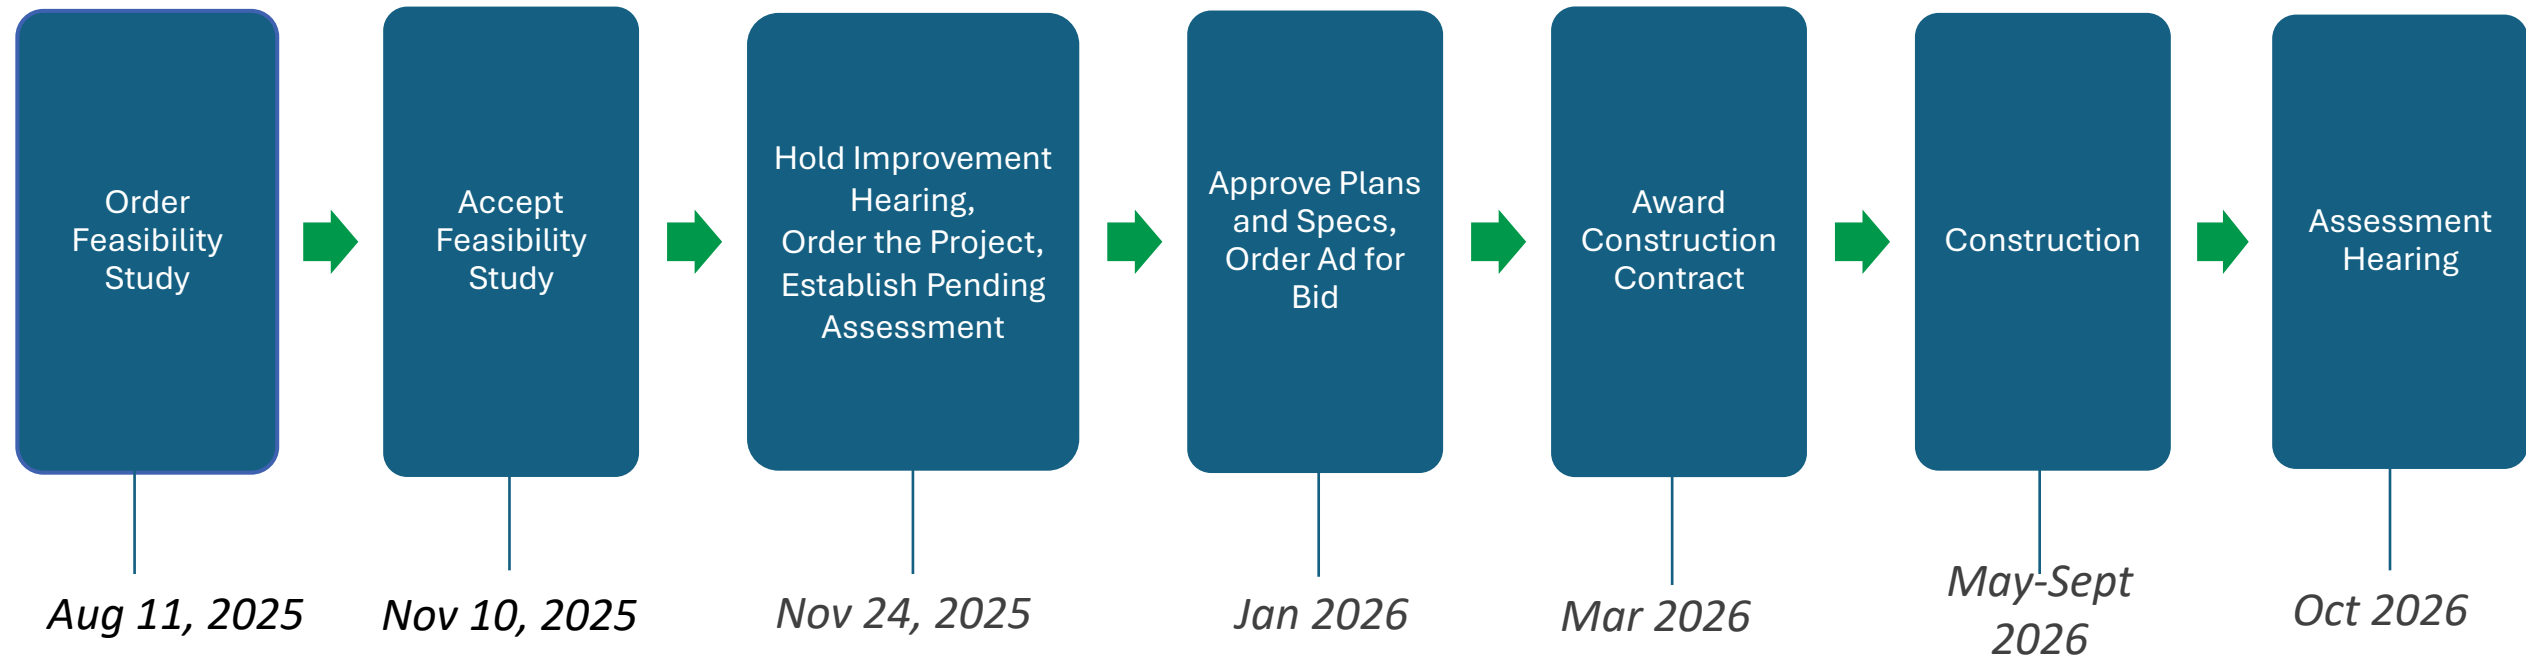 Order
Feasibility
Study
Accept
Feasibility
Study
Hold Improvement
Hearing,
Order the Project,
Establish Pending
Assessment
Approve Plans
and Specs,
Order Ad for
Bid
Award
Construction
Contract
Construction
Assessment
Hearing
Aug 11, 2025
Nov 10, 2025
Nov 24, 2025
Jan 2026
Mar 2026
May-Sept
2026
Oct 2026